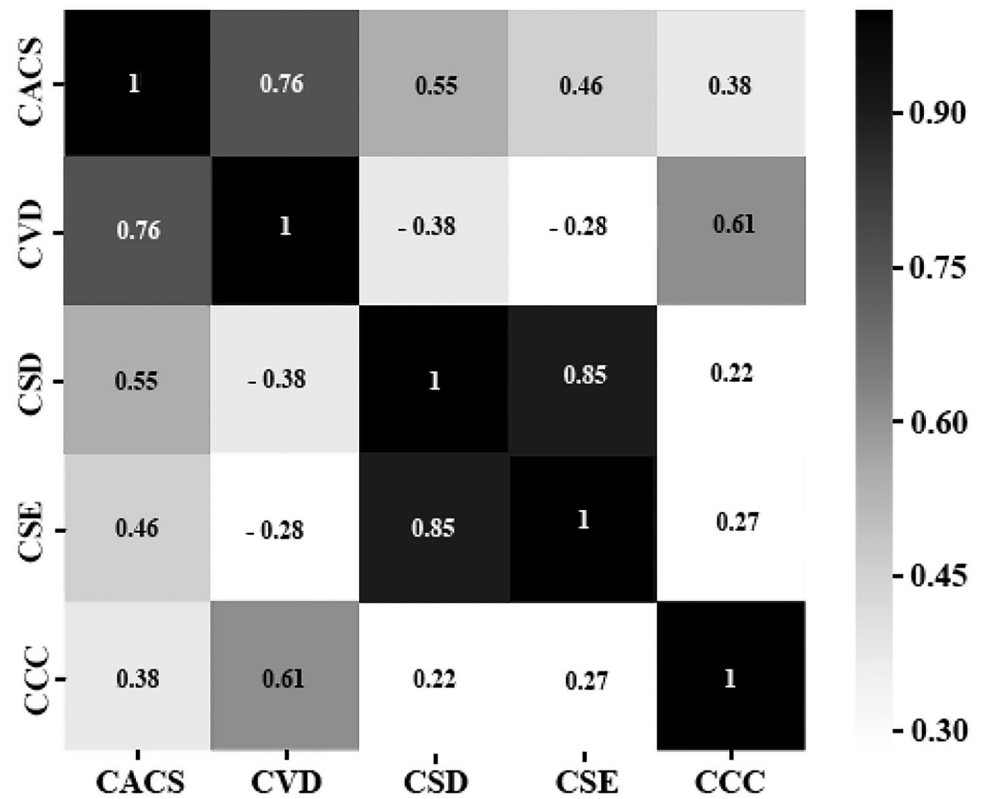 CACS 1 0.76 0.55 0.46 0.38
CVD 0.76 1 - 0.38 - 0.28 0.61
CSD 0.55 - 0.38 1 0.85 0.22
CSE 0.46 - 0.28 0.85 1 0.27
CCC 0.38 0.61 0.22 0.27 1
CACS CVD CSD CSE CCC
0.90
0.75
0.60
0.45
0.30